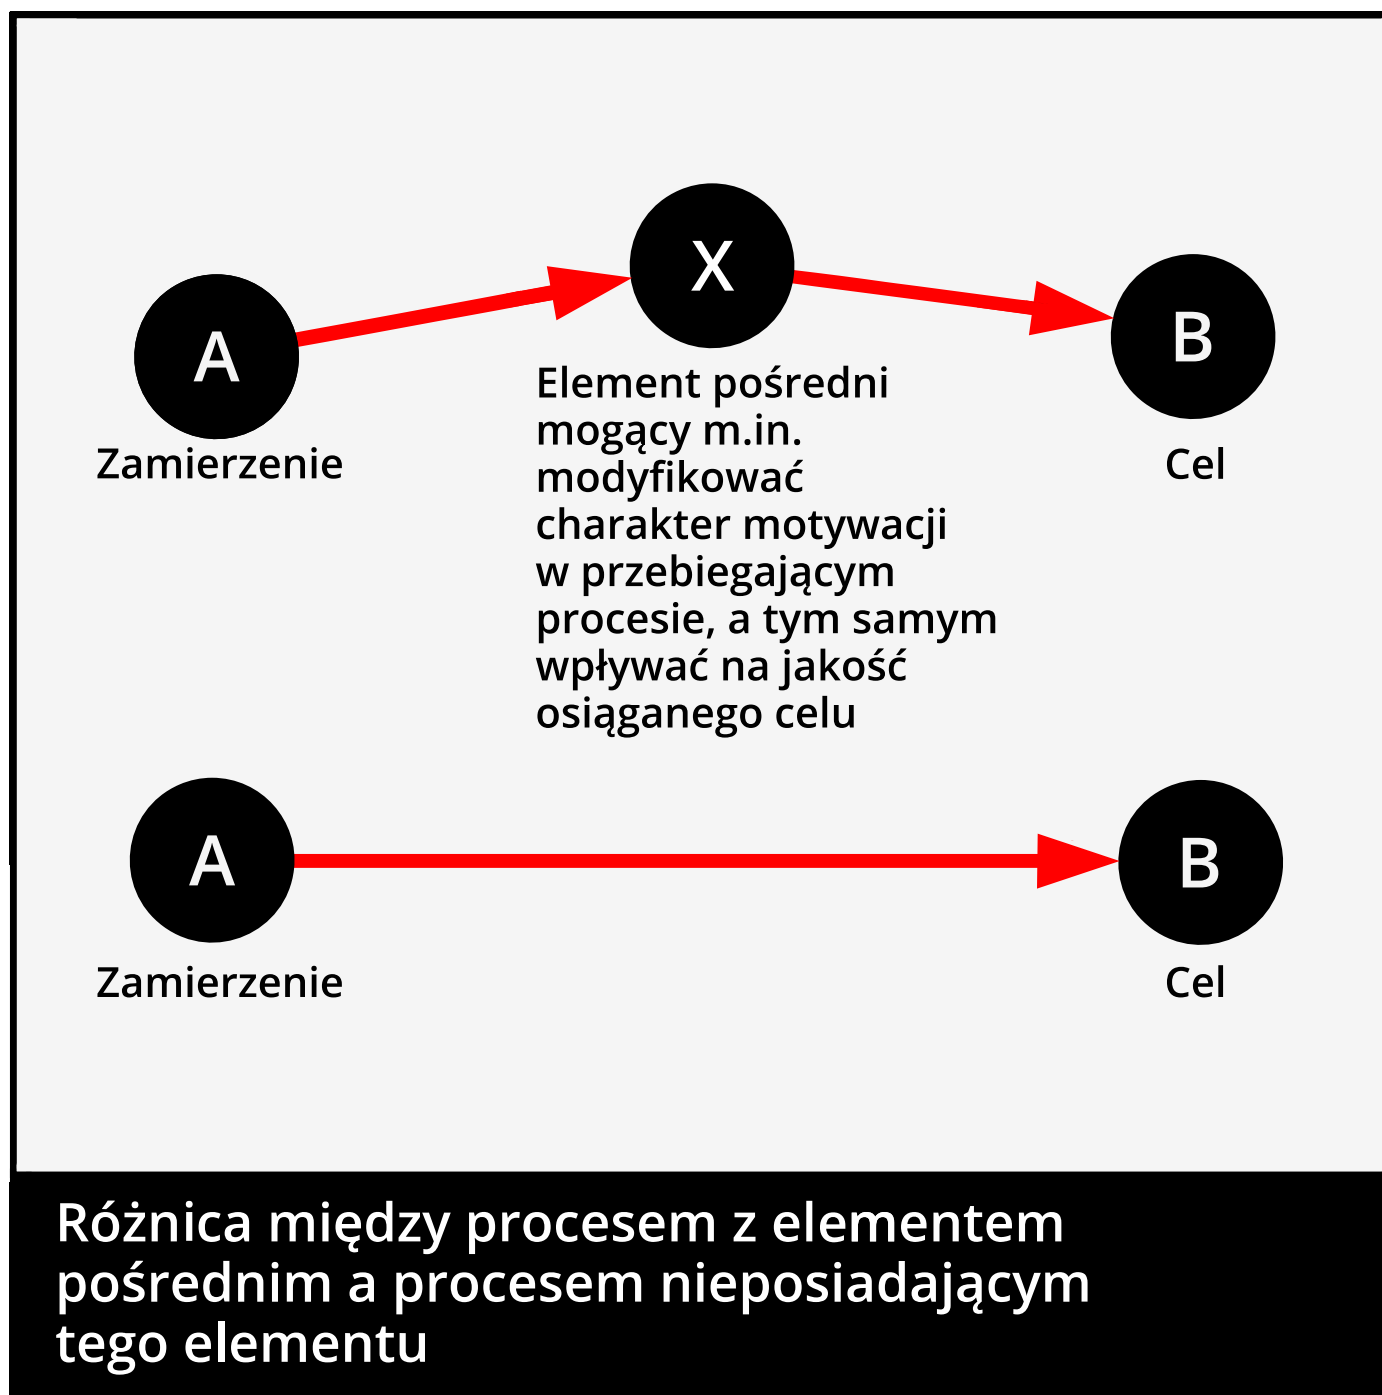 X
A
B
Element pośredni
mogący m.in.
modyfikować
charakter motywacji
w przebiegającym
procesie, a tym samym
wpływać na jakość
osiąganego celu
Zamierzenie
Cel
A
B
Zamierzenie
Cel
Różnica między procesem z elementem
pośrednim a procesem nieposiadającym
tego elementu